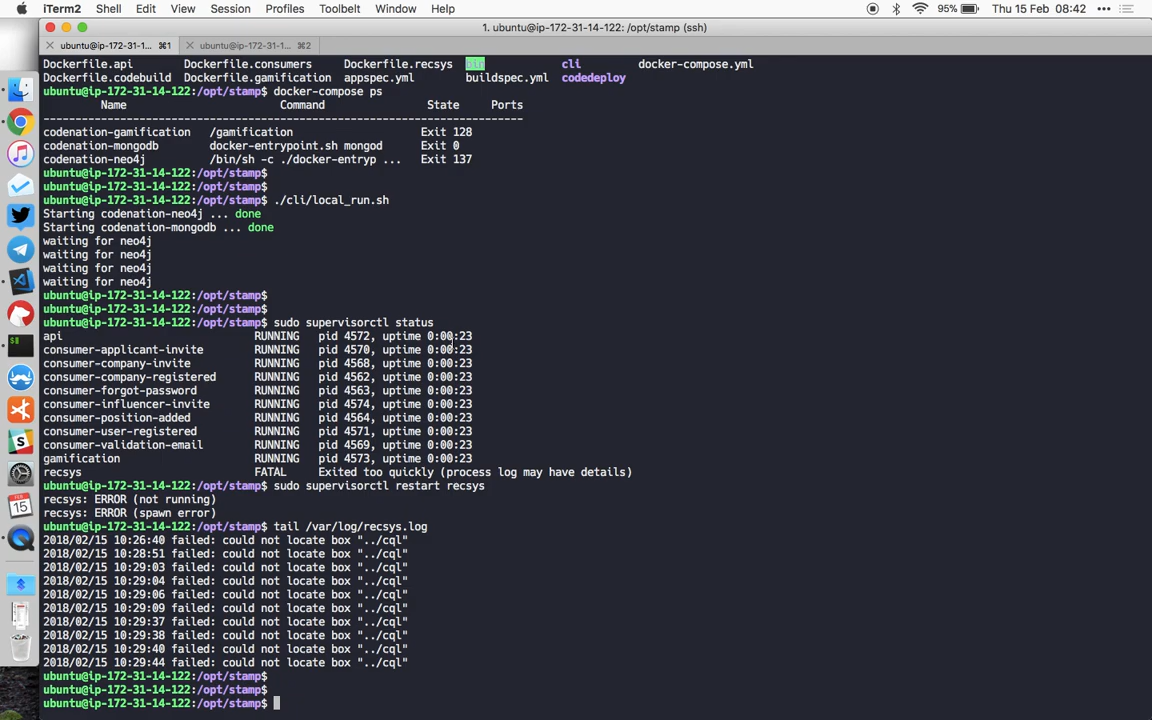 iTerm2 Shell Edit View Session Profiles Toolbelt Window Help 95% Thu 15 Feb 08:42
1. ubuntu@ip-172-31-14-122: /opt/stamp (ssh)
ubuntu@ip-172-31-1... ⌘1 ubuntu@ip-172-31-1... ⌘2
Dockerfile.api Dockerfile.consumers Dockerfile.recsys bin cli docker-compose.yml
Dockerfile.codebuild Dockerfile.gamification appspec.yml buildspec.yml codedeploy
ubuntu@ip-172-31-14-122:/opt/stamp$ docker-compose ps
Name Command State Ports
---------------------------------------------------------------------------
codenation-gamification /gamification Exit 128
codenation-mongodb docker-entrypoint.sh mongod Exit 0
codenation-neo4j /bin/sh -c ./docker-entryp ... Exit 137
ubuntu@ip-172-31-14-122:/opt/stamp$
ubuntu@ip-172-31-14-122:/opt/stamp$
ubuntu@ip-172-31-14-122:/opt/stamp$ ./cli/local_run.sh
Starting codenation-neo4j ... done
Starting codenation-mongodb ... done
waiting for neo4j
waiting for neo4j
waiting for neo4j
waiting for neo4j
ubuntu@ip-172-31-14-122:/opt/stamp$
ubuntu@ip-172-31-14-122:/opt/stamp$
ubuntu@ip-172-31-14-122:/opt/stamp$ sudo supervisorctl status
api RUNNING pid 4572, uptime 0:00:23
consumer-applicant-invite RUNNING pid 4570, uptime 0:00:23
consumer-company-invite RUNNING pid 4568, uptime 0:00:23
consumer-company-registered RUNNING pid 4562, uptime 0:00:23
consumer-forgot-password RUNNING pid 4563, uptime 0:00:23
consumer-influencer-invite RUNNING pid 4574, uptime 0:00:23
consumer-position-added RUNNING pid 4564, uptime 0:00:23
consumer-user-registered RUNNING pid 4571, uptime 0:00:23
consumer-validation-email RUNNING pid 4569, uptime 0:00:23
gamification RUNNING pid 4573, uptime 0:00:23
recsys FATAL Exited too quickly (process log may have details)
ubuntu@ip-172-31-14-122:/opt/stamp$ sudo supervisorctl restart recsys
recsys: ERROR (not running)
recsys: ERROR (spawn error)
ubuntu@ip-172-31-14-122:/opt/stamp$ tail /var/log/recsys.log
2018/02/15 10:26:40 failed: could not locate box "../cql"
2018/02/15 10:28:51 failed: could not locate box "../cql"
2018/02/15 10:29:03 failed: could not locate box "../cql"
2018/02/15 10:29:04 failed: could not locate box "../cql"
2018/02/15 10:29:06 failed: could not locate box "../cql"
2018/02/15 10:29:09 failed: could not locate box "../cql"
2018/02/15 10:29:37 failed: could not locate box "../cql"
2018/02/15 10:29:38 failed: could not locate box "../cql"
2018/02/15 10:29:40 failed: could not locate box "../cql"
2018/02/15 10:29:44 failed: could not locate box "../cql"
ubuntu@ip-172-31-14-122:/opt/stamp$
ubuntu@ip-172-31-14-122:/opt/stamp$
ubuntu@ip-172-31-14-122:/opt/stamp$